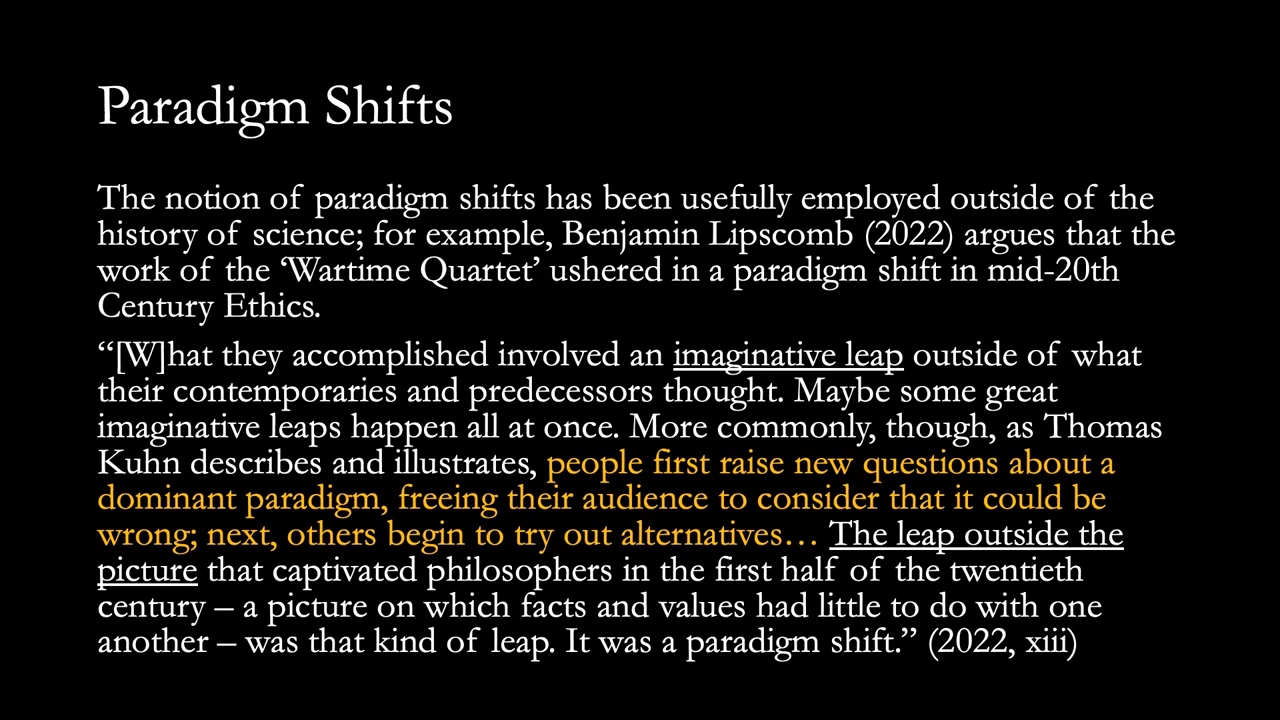 Paradigm Shifts
The notion of paradigm shifts has been usefully employed outside of the
history of science; for example, Benjamin Lipscomb (2022) argues that the
work of the ‘Wartime Quartet’ ushered in a paradigm shift in mid-20th
Century Ethics.
“[W]hat they accomplished involved an imaginative leap outside of what
their contemporaries and predecessors thought. Maybe some great
imaginative leaps happen all at once. More commonly, though, as Thomas
Kuhn describes and illustrates, people first raise new questions about a
dominant paradigm, freeing their audience to consider that it could be
wrong; next, others begin to try out alternatives… The leap outside the
picture that captivated philosophers in the first half of the twentieth
century – a picture on which facts and values had little to do with one
another – was that kind of leap. It was a paradigm shift.” (2022, xiii)